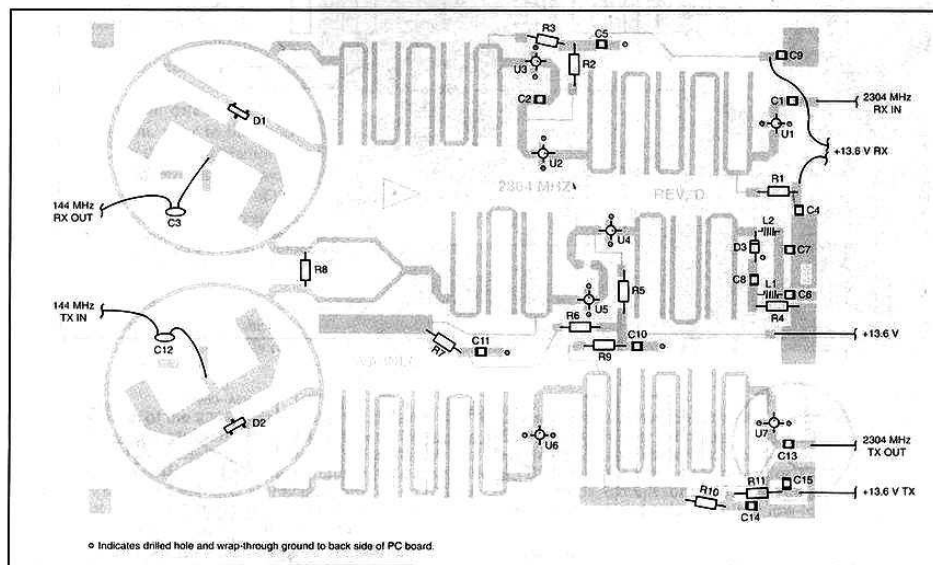 R3
C5
U3
R2
C9
C2
C1
2304 MHz
RX IN
D1
U1
U2
+13.6 V RX
2304 MHZ
REV. D
R1
144 MHz
RX OUT
C3
C4
U4
L2
D3
C7
R8
R5
C8
L1
C6
144 MHz
TX IN
U5
R4
R6
+13.6 V
C12
R7
C11
R9
C10
D2
U6
U7
C13
2304 MHz
TX OUT
R10
R11
C15
+13.6 V TX
C14
o Indicates drilled hole and wrap-through ground to back side of PC board.